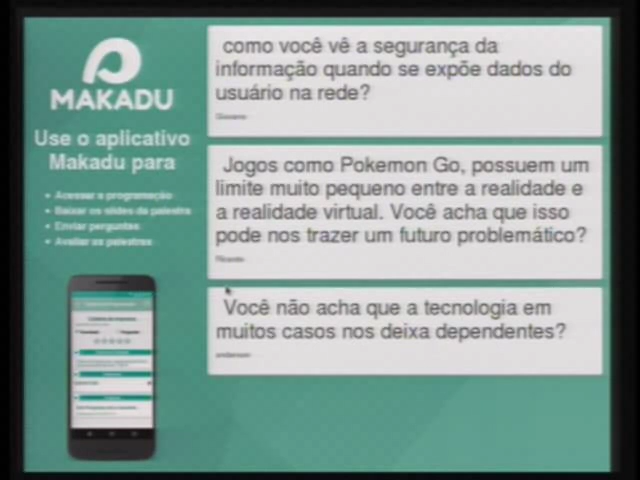 MAKADU
Use o aplicativo
Makadu para
Acessar a programação
Baixar os slides da palestra
Enviar perguntas
Avaliar as palestras
como você vê a segurança da
informação quando se expõe dados do
usuário na rede?
Jogos como Pokemon Go, possuem um
limite muito pequeno entre a realidade e
a realidade virtual. Você acha que isso
pode nos trazer um futuro problemático?
Ricardo
Você não acha que a tecnologia em
muitos casos nos deixa dependentes?
anderson